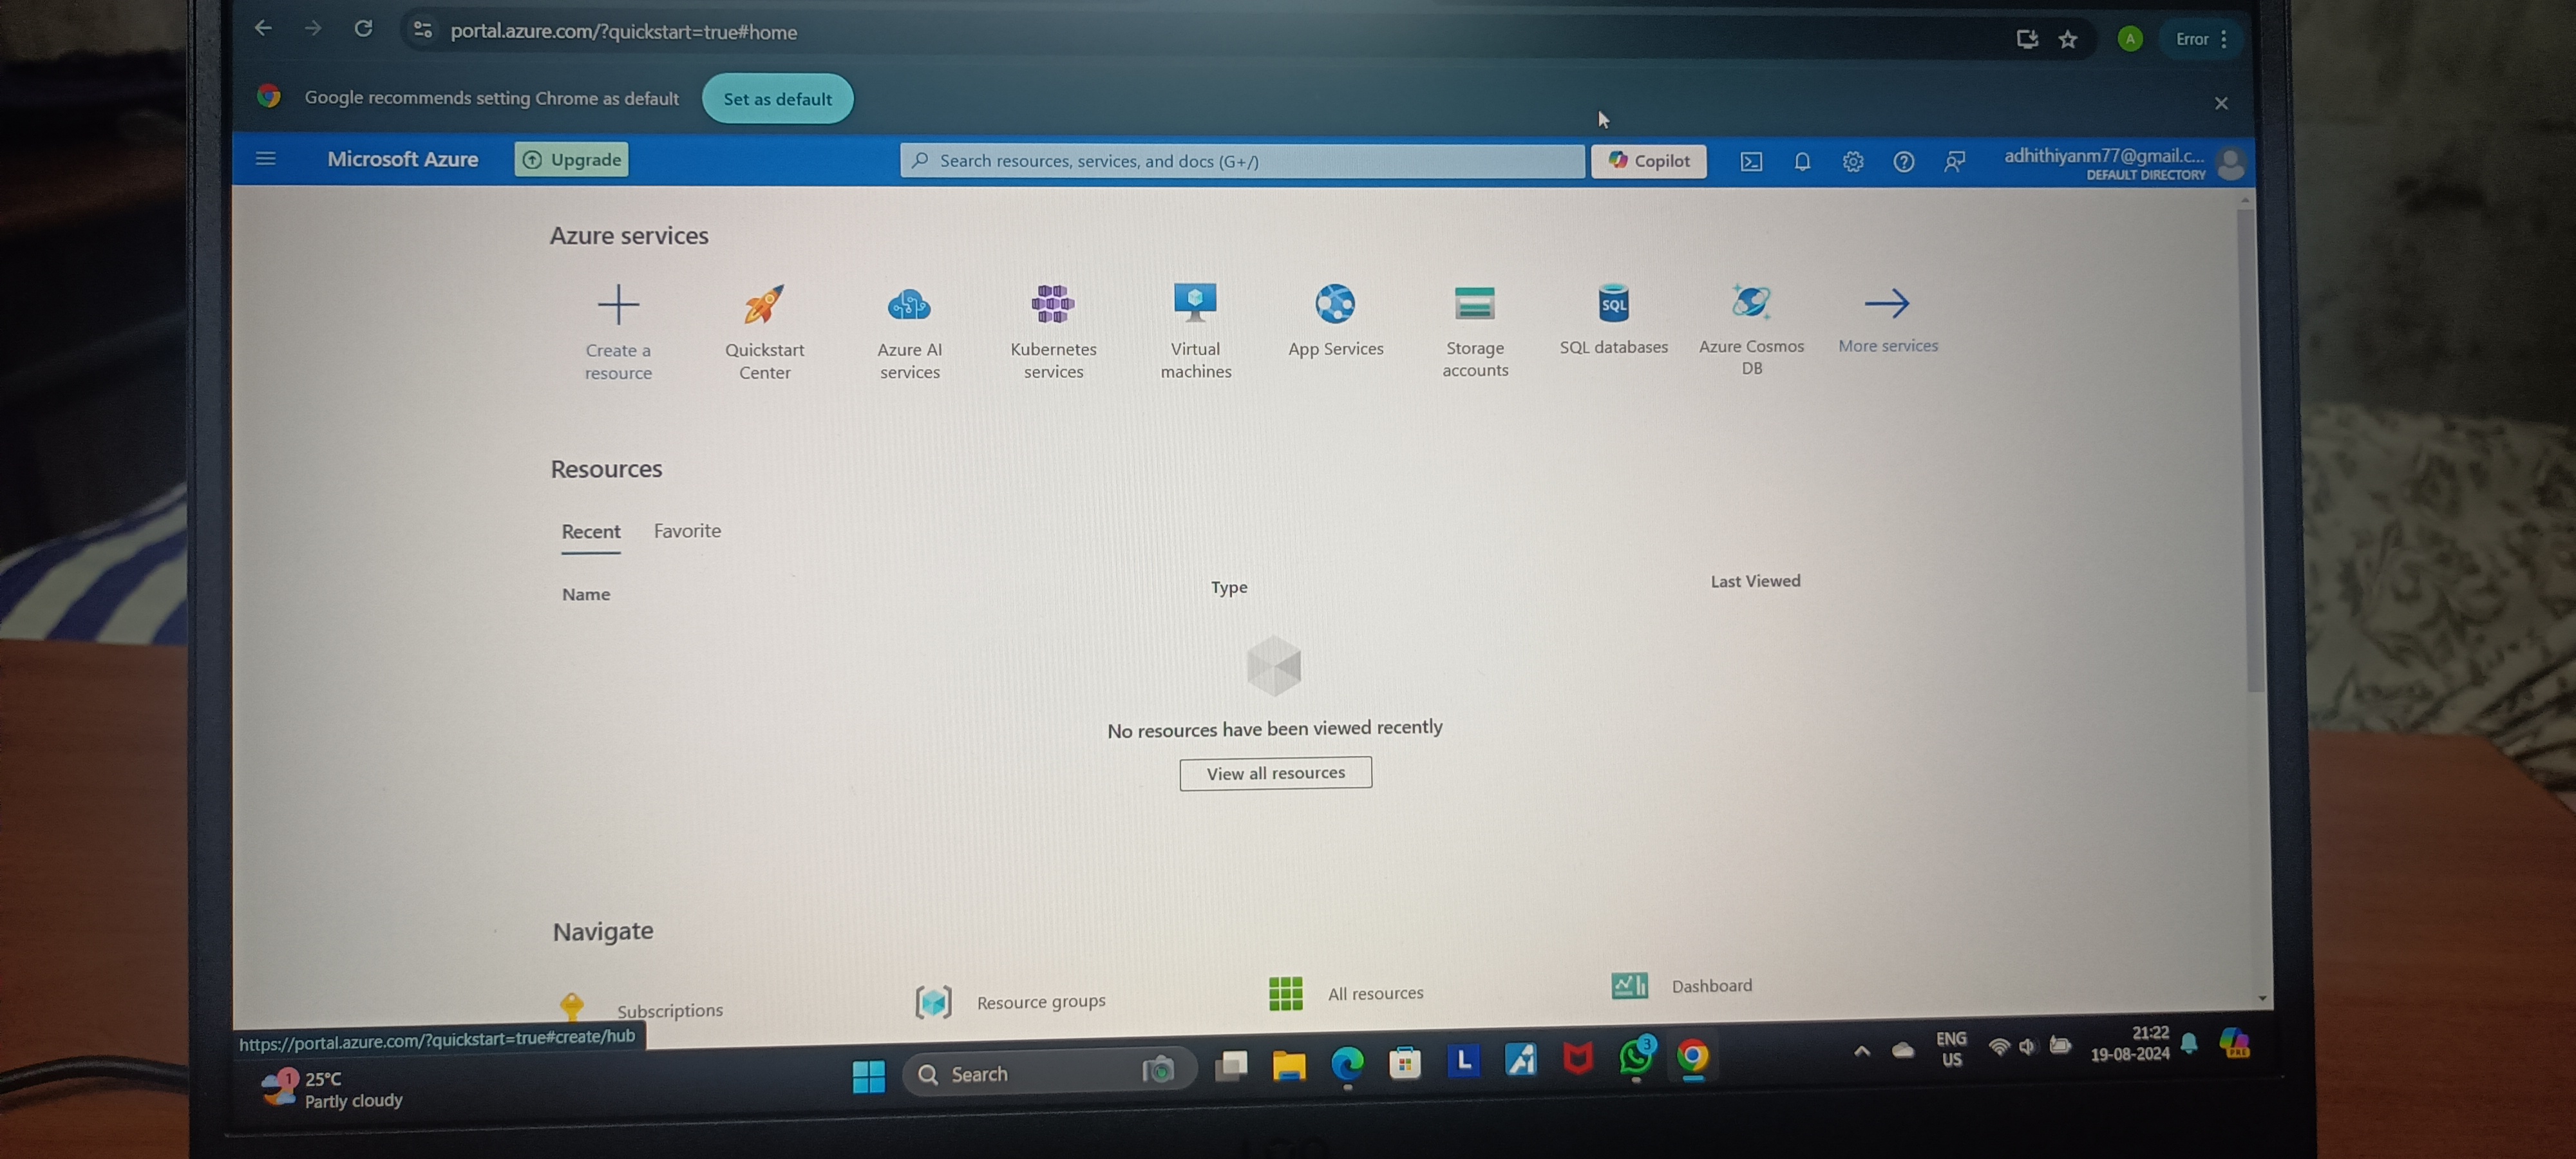 portal.azure.com/?quickstart=true#home
A
Error
Google recommends setting Chrome as default
Set as default
Microsoft Azure
Upgrade
Search resources, services, and docs (G+/)
Copilot
adhithiyanm77@gmail.c...
DEFAULT DIRECTORY
Azure services
Create a resource
Quickstart Center
Azure AI services
Kubernetes services
Virtual machines
App Services
Storage accounts
SQL
SQL databases
Azure Cosmos DB
More services
Resources
Recent
Favorite
Name
Type
Last Viewed
No resources have been viewed recently
View all resources
Navigate
Subscriptions
Resource groups
All resources
Dashboard
https://portal.azure.com/?quickstart=true#create/hub
1
25°C
Partly cloudy
Search
L
3
ENG
US
21:22
19-08-2024
PRE